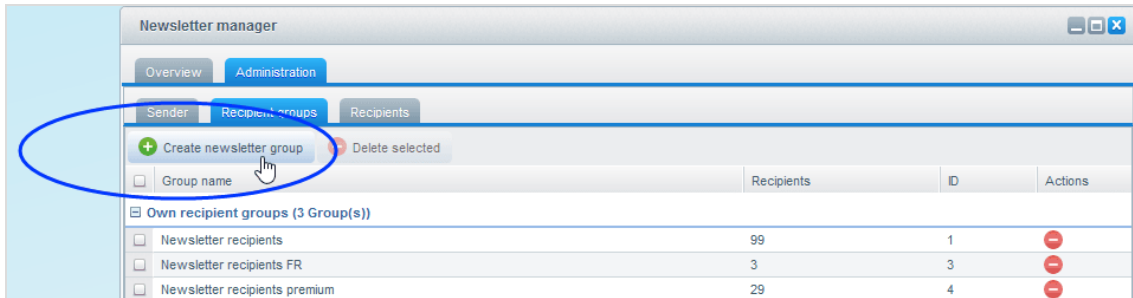 Newsletter manager
Overview Administration
Sender Recipient groups Recipients
Create newsletter group Delete selected
Group name Recipients ID Actions
Own recipient groups (3 Group(s))
Newsletter recipients 99 1
Newsletter recipients FR 3 3
Newsletter recipients premium 29 4